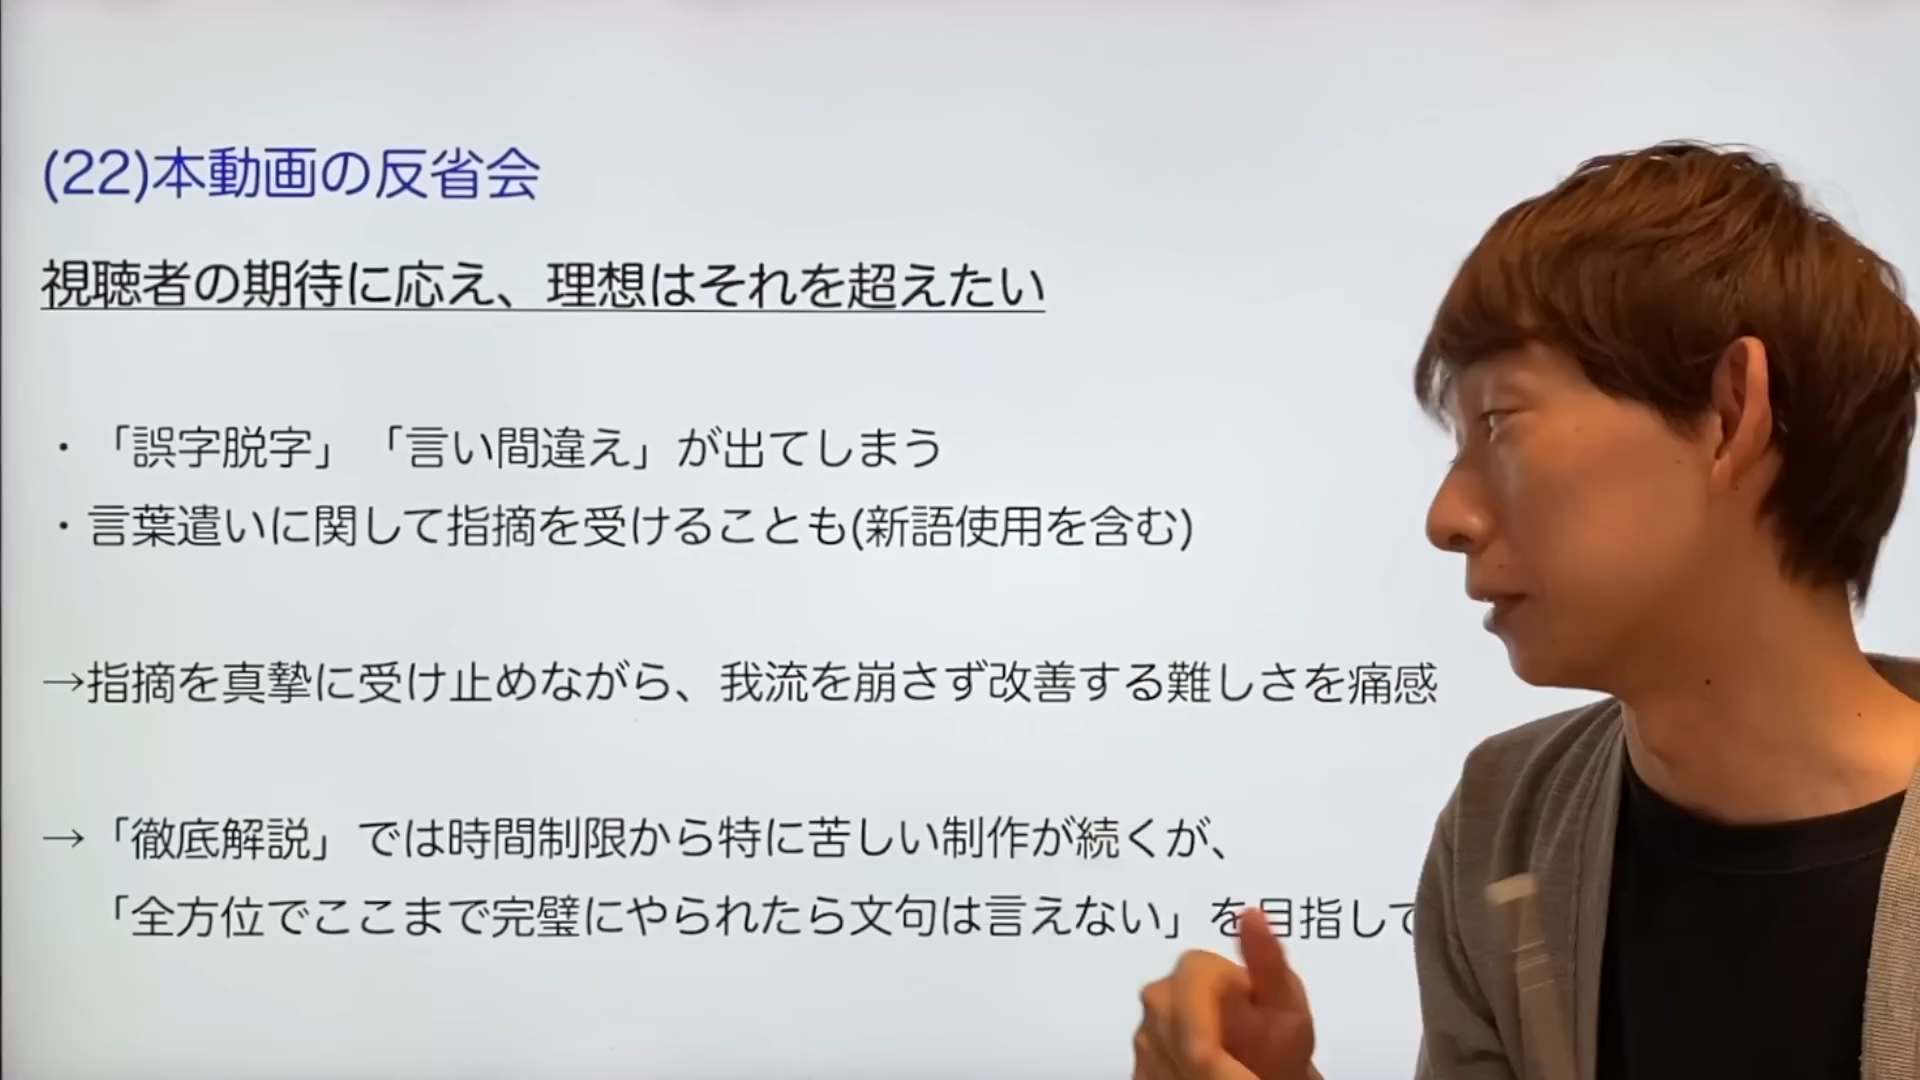 (22)本動画の反省会
視聴者の期待に応え、理想はそれを超えたい
・「誤字脱字」「言い間違え」が出てしまう
・言葉遣いに関して指摘を受けることも(新語使用を含む)
→指摘を真摯に受け止めながら、我流を崩さず改善する難しさを痛感
→「徹底解説」では時間制限から特に苦しい制作が続くが、
「全方位でここまで完璧にやられたら文句は言えない」を目指して